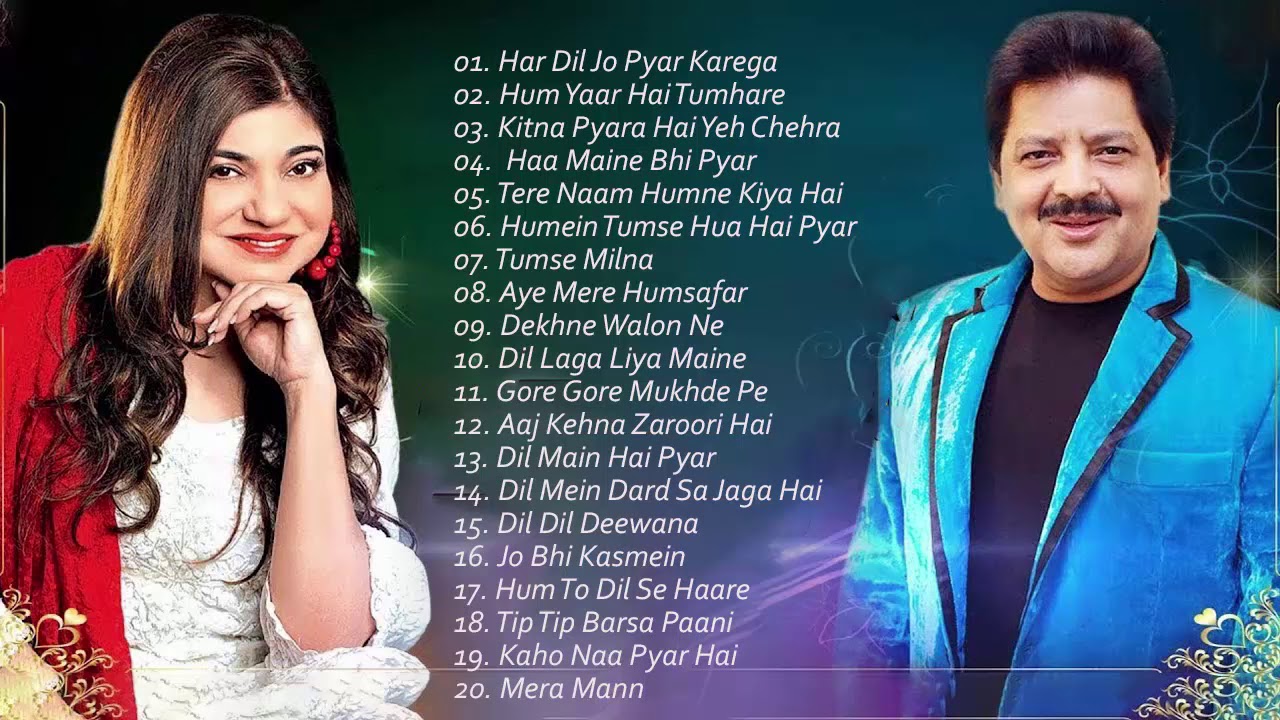 01. Har Dil Jo Pyar Karega
02. Hum Yaar Hai Tumhare
03. Kitna Pyara Hai Yeh Chehra
04. Haa Maine Bhi Pyar
05. Tere Naam Humne Kiya Hai
06. Humein Tumse Hua Hai Pyar
07. Tumse Milna
08. Aye Mere Humsafar
09. Dekhne Walon Ne
10. Dil Laga Liya Maine
11. Gore Gore Mukhde Pe
12. Aaj Kehna Zaroori Hai
13. Dil Main Hai Pyar
14. Dil Mein Dard Sa Jaga Hai
15. Dil Dil Deewana
16. Jo Bhi Kasmein
17. Hum To Dil Se Haare
18. Tip Tip Barsa Paani
19. Kaho Naa Pyar Hai
20. Mera Mann